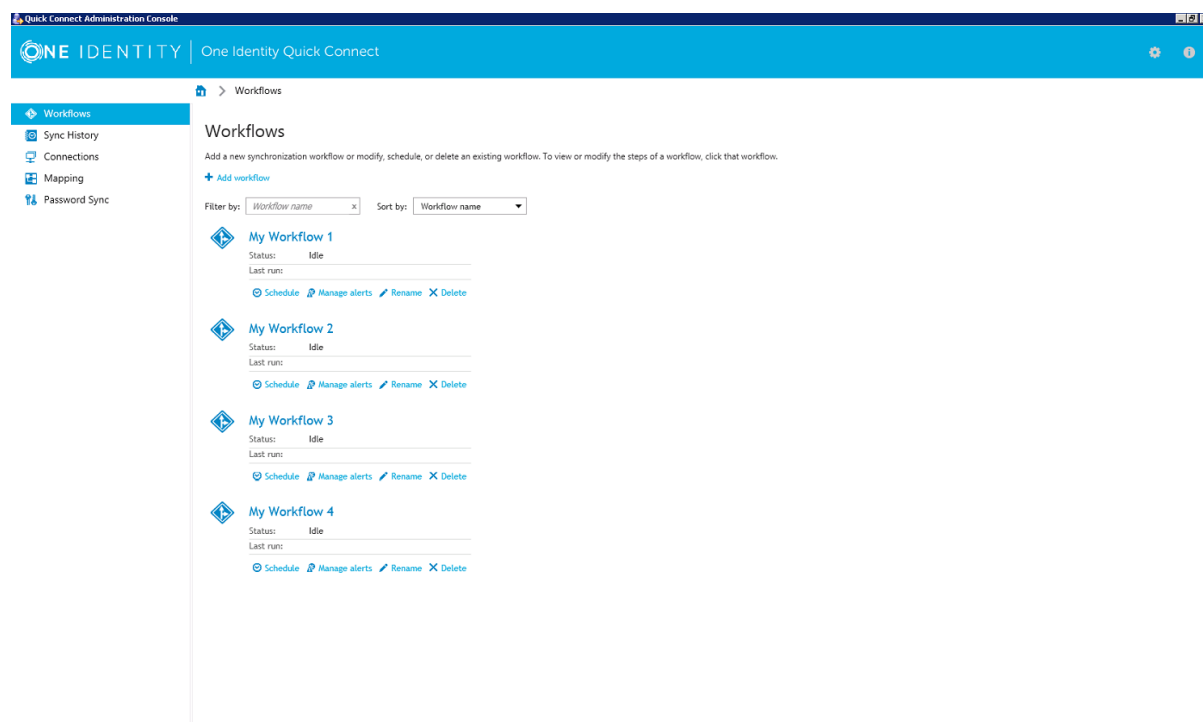 Quick Connect Administration Console
ONE IDENTITY One Identity Quick Connect
Workflows
Workflows
Sync History
Connections
Mapping
Password Sync
Workflows
Add a new synchronization workflow or modify, schedule, or delete an existing workflow. To view or modify the steps of a workflow, click that workflow.
Add workflow
Filter by: Workflow name x Sort by: Workflow name
My Workflow 1
Status: Idle
Last run:
Schedule Manage alerts Rename Delete
My Workflow 2
Status: Idle
Last run:
Schedule Manage alerts Rename Delete
My Workflow 3
Status: Idle
Last run:
Schedule Manage alerts Rename Delete
My Workflow 4
Status: Idle
Last run:
Schedule Manage alerts Rename Delete